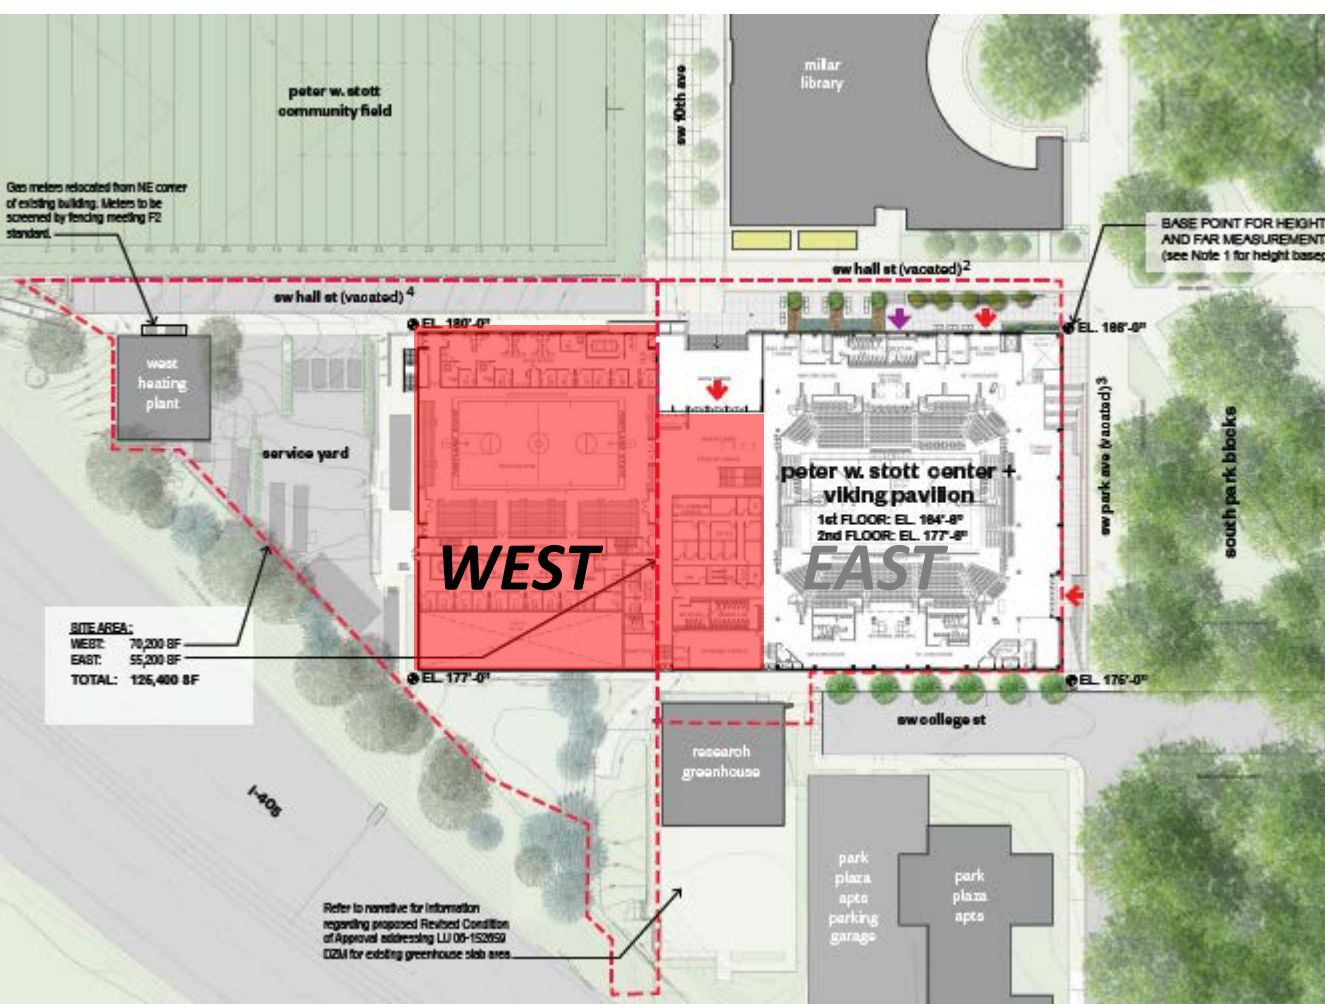 peter w. stott
community field
sw 10th ave
millar
library
Gas meters relocated from NE corner
of existing building. Meters to be
screened by fencing meeting F2
standard.
BASE POINT FOR HEIGHT
AND FAR MEASUREMENT
(see Note 1 for height basep
sw hall st (vacated)²
sw hall st (vacated)⁴
EL. 180'-0"
west
heating
plant
service yard
sw park ave (vacated)³
south park blocks
peter w. stott center +
viking pavilion
1st FLOOR: EL. 164'-6"
2nd FLOOR: EL. 177'-6"
WEST
EAST
SITE AREA:
WEST: 70,200 SF
EAST: 55,200 SF
TOTAL: 125,400 SF
EL. 177'-0"
EL. 175'-0"
sw college st
research
greenhouse
I-405
park
plaza
apts
parking
garage
park
plaza
apts
Refer to narrative for information
regarding proposed Revised Condition
of Approval addressing LU 06-152659
DZM for existing greenhouse slab area